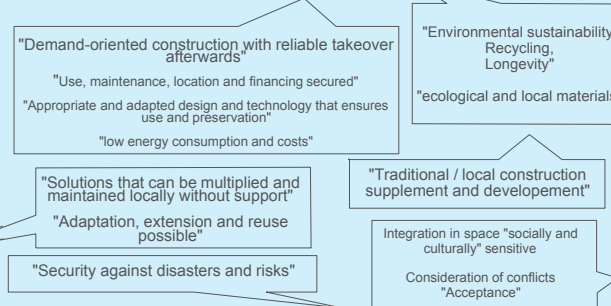 "Demand-oriented construction with reliable takeover
afterwards"
"Use, maintenance, location and financing secured"
"Appropriate and adapted design and technology that ensures
use and preservation"
"low energy consumption and costs"
"Environmental sustainability
Recycling,
Longevity"
"ecological and local materials
"Solutions that can be multiplied and
maintained locally without support"
"Adaptation, extension and reuse
possible"
"Traditional / local construction
supplement and developement"
"Security against disasters and risks"
Integration in space "socially and
culturally" sensitive
Consideration of conflicts
"Acceptance"